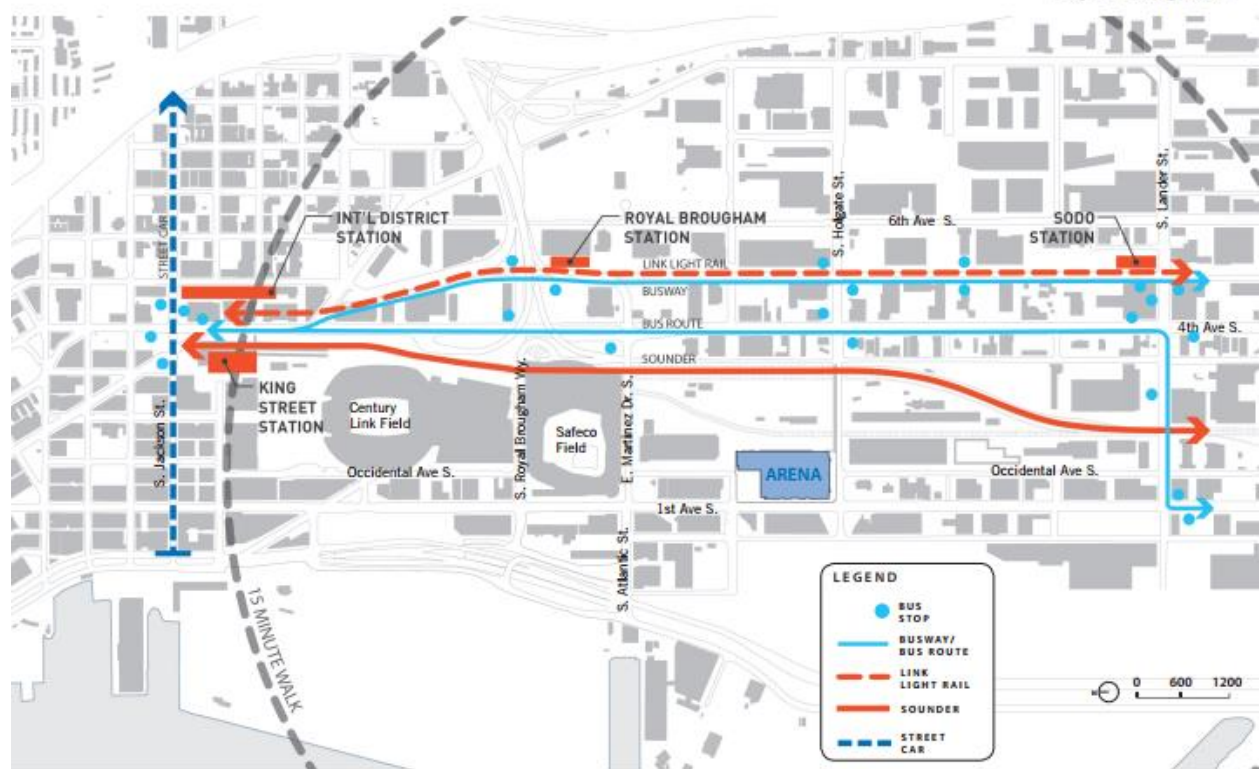 STREET CAR
INT'L DISTRICT
STATION
ROYAL BROUGHAM
STATION
S. Holgate St.
6th Ave S.
SODO
STATION
S. Lander St.
LINK LIGHT RAIL
BUSWAY
BUS ROUTE
4th Ave S.
SOUNDER
KING
STREET
STATION
S. Jackson St.
Century
Link Field
S. Royal Brougham Wy.
Safeco
Field
E. Martinez Dr. S.
Occidental Ave S.
ARENA
Occidental Ave S.
1st Ave S.
S. Atlantic St.
15 MINUTE WALK
LEGEND
BUS
STOP
BUSWAY/
BUS ROUTE
LINK
LIGHT RAIL
SOUNDER
STREET
CAR
0 600 1200